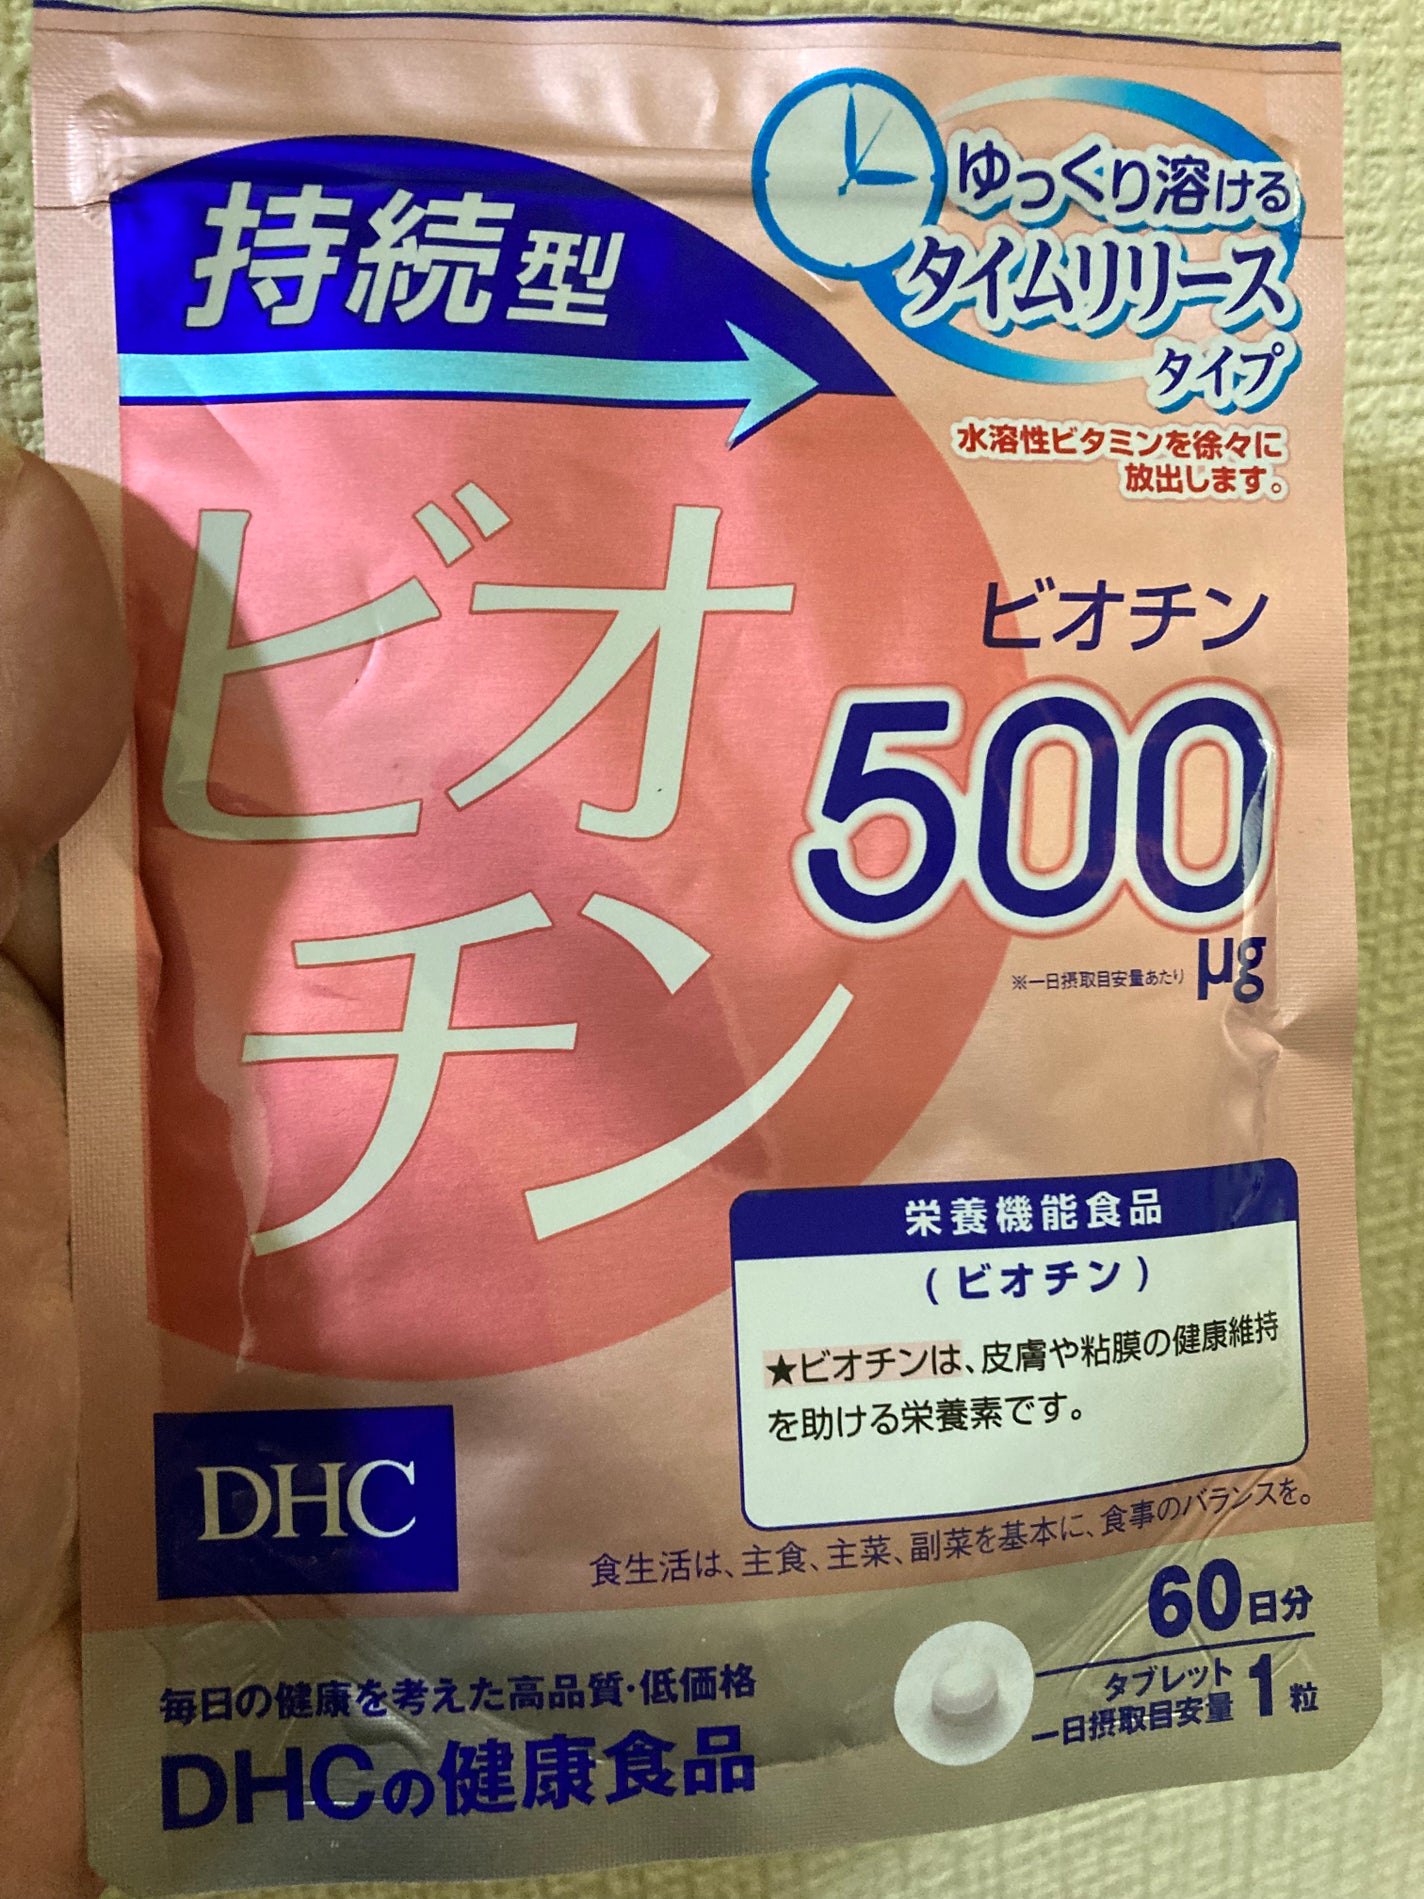 持続型
ゆっくり溶ける
タイムリリース
タイプ
水溶性ビタミンを徐々に
放出します。
ビオ
チン
ビオチン
500
µg
※一日摂取目安量あたり
栄養機能食品
(ビオチン)
★ビオチンは、皮膚や粘膜の健康維持
を助ける栄養素です。
DHC
食生活は、主食、主菜、副菜を基本に、食事のバランスを。
60日分
タブレット
一日摂取目安量 1粒
毎日の健康を考えた高品質・低価格
DHCの健康食品